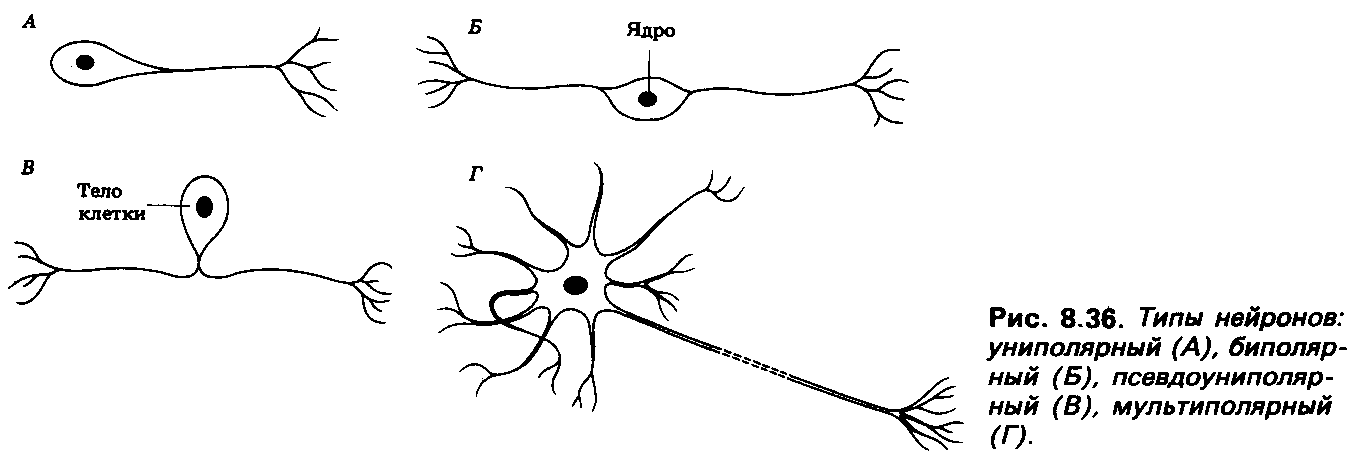 А
Б
Ядро
В
Тело
клетки
Г
Рис. 8.36. Типы нейронов:
униполярный (А), биполяр-
ный (Б), псевдоуниполяр-
ный (В), мультиполярный
(Г).